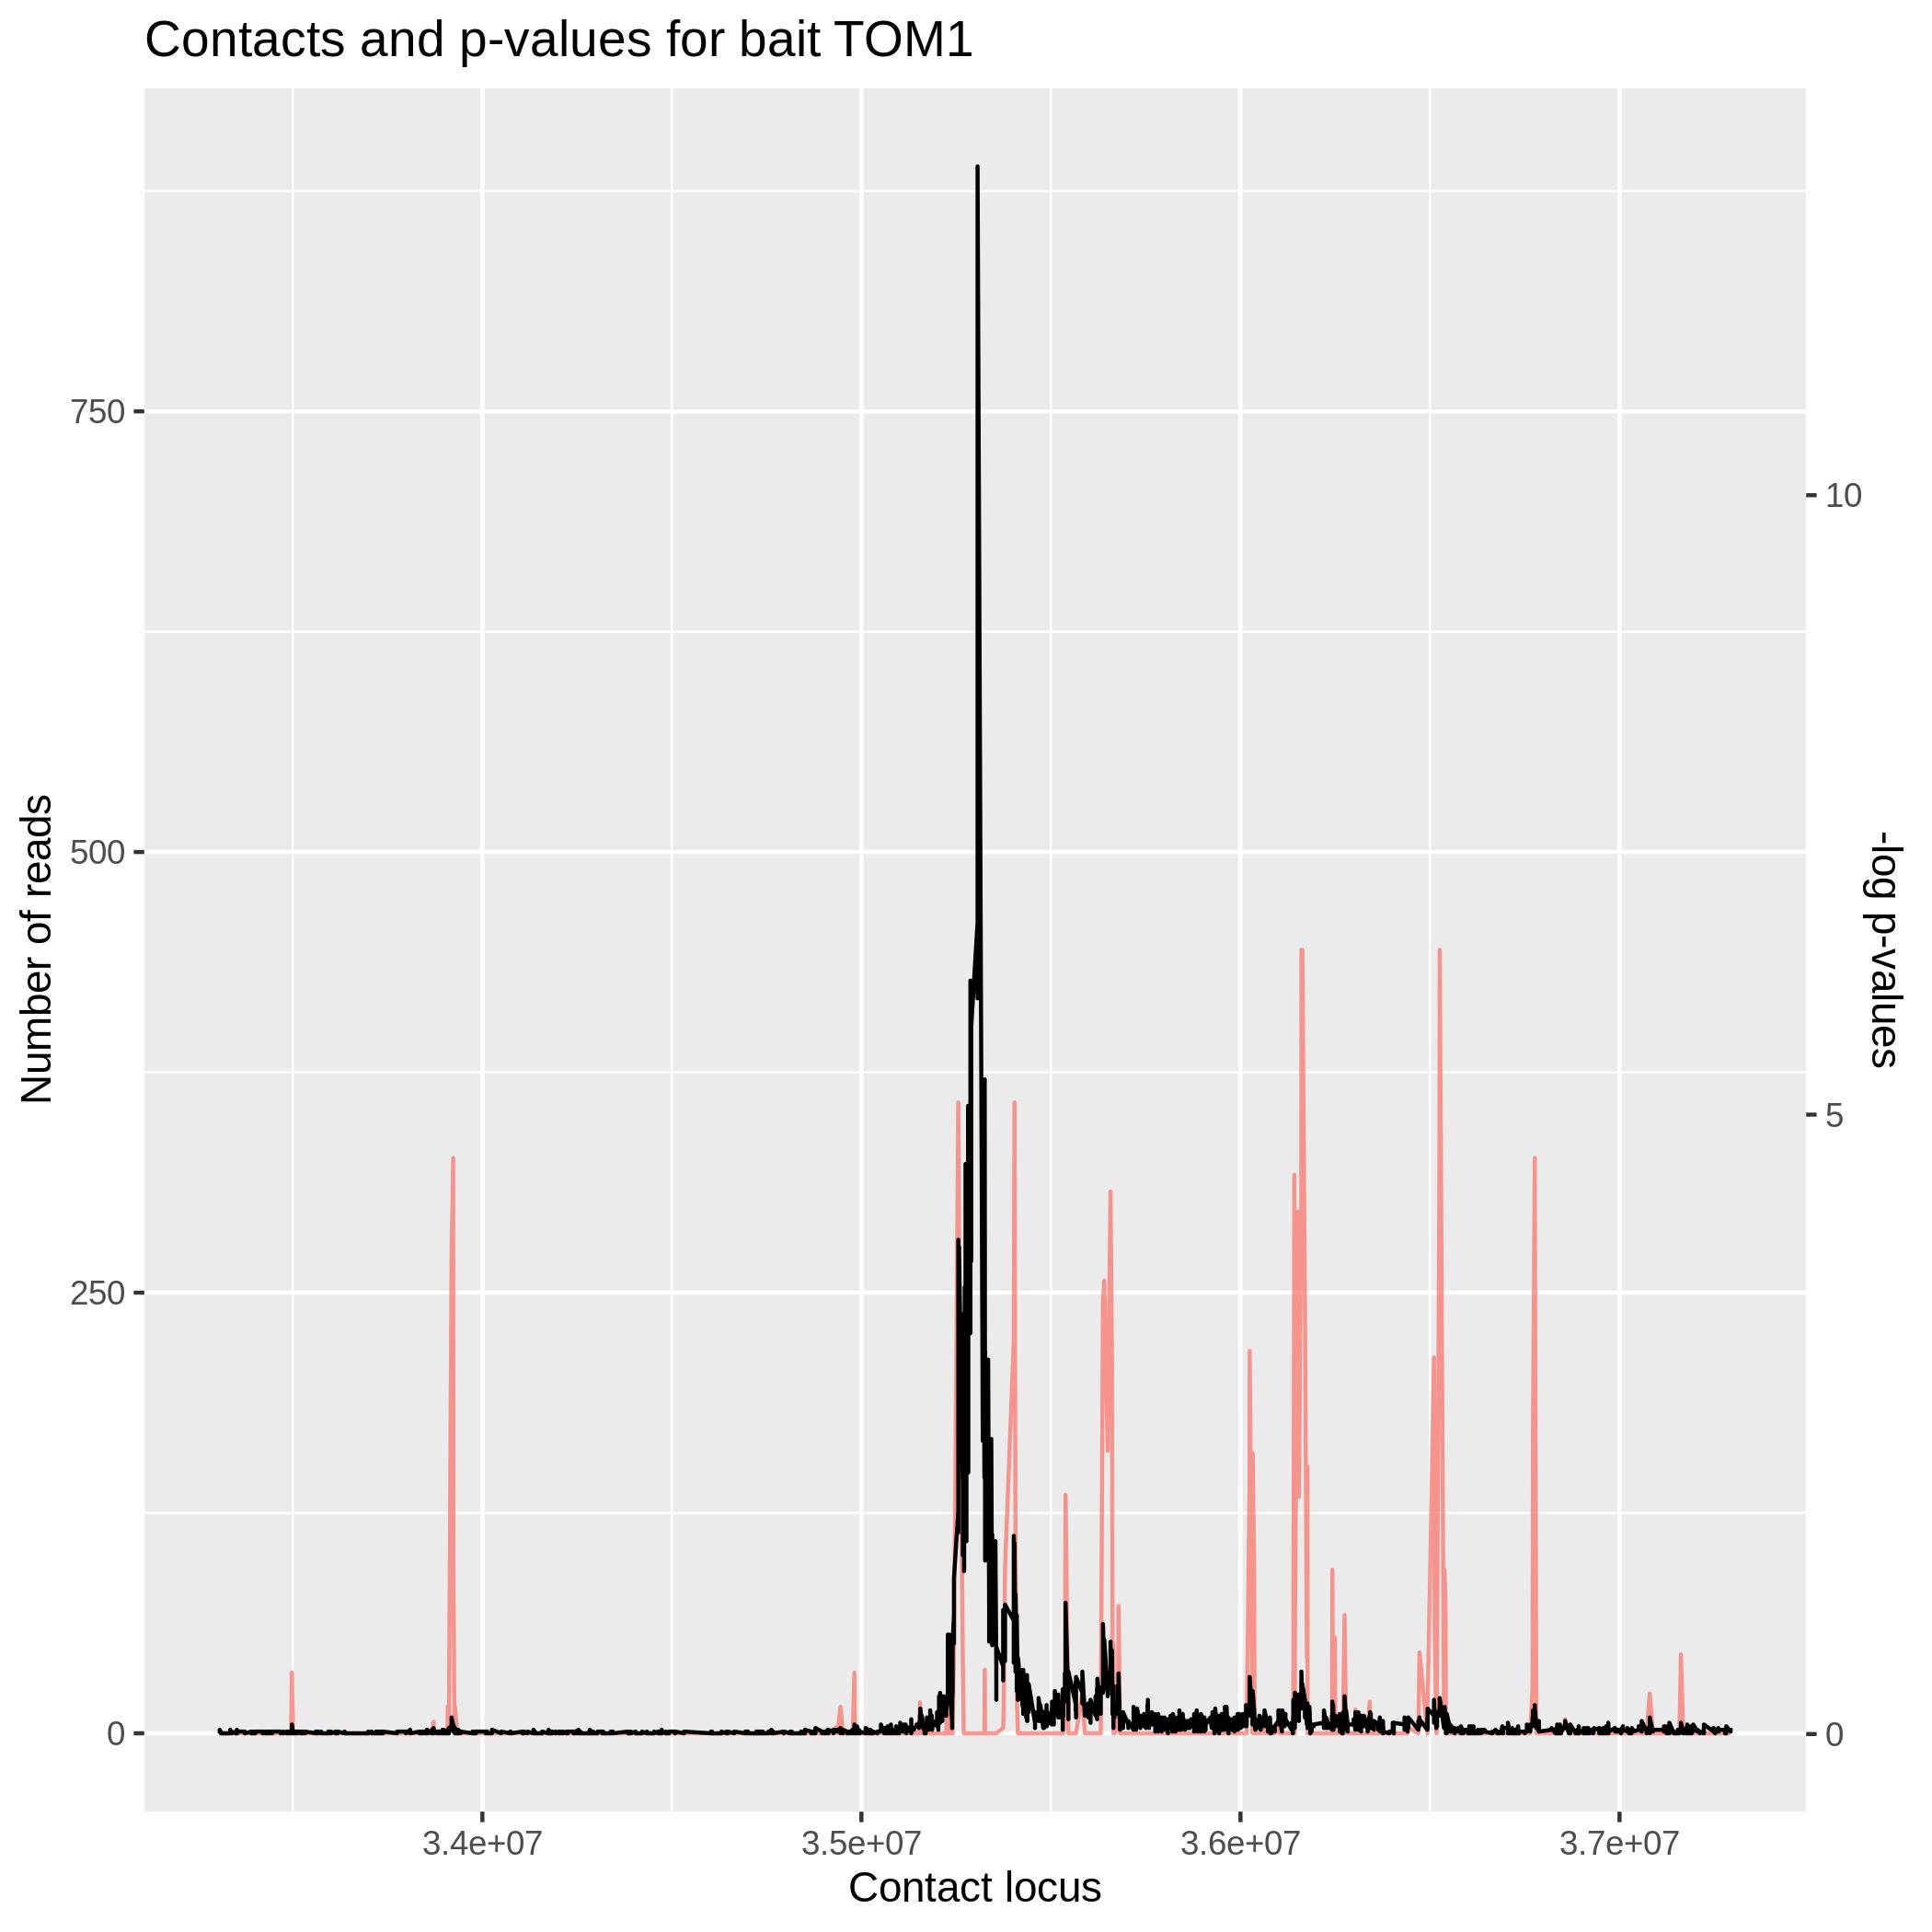 Contacts and p-values for bait TOM1
Number of reads
750
500
250
0
10
5
0
-log p-values
3.4e+07
3.5e+07
3.6e+07
3.7e+07
Contact locus